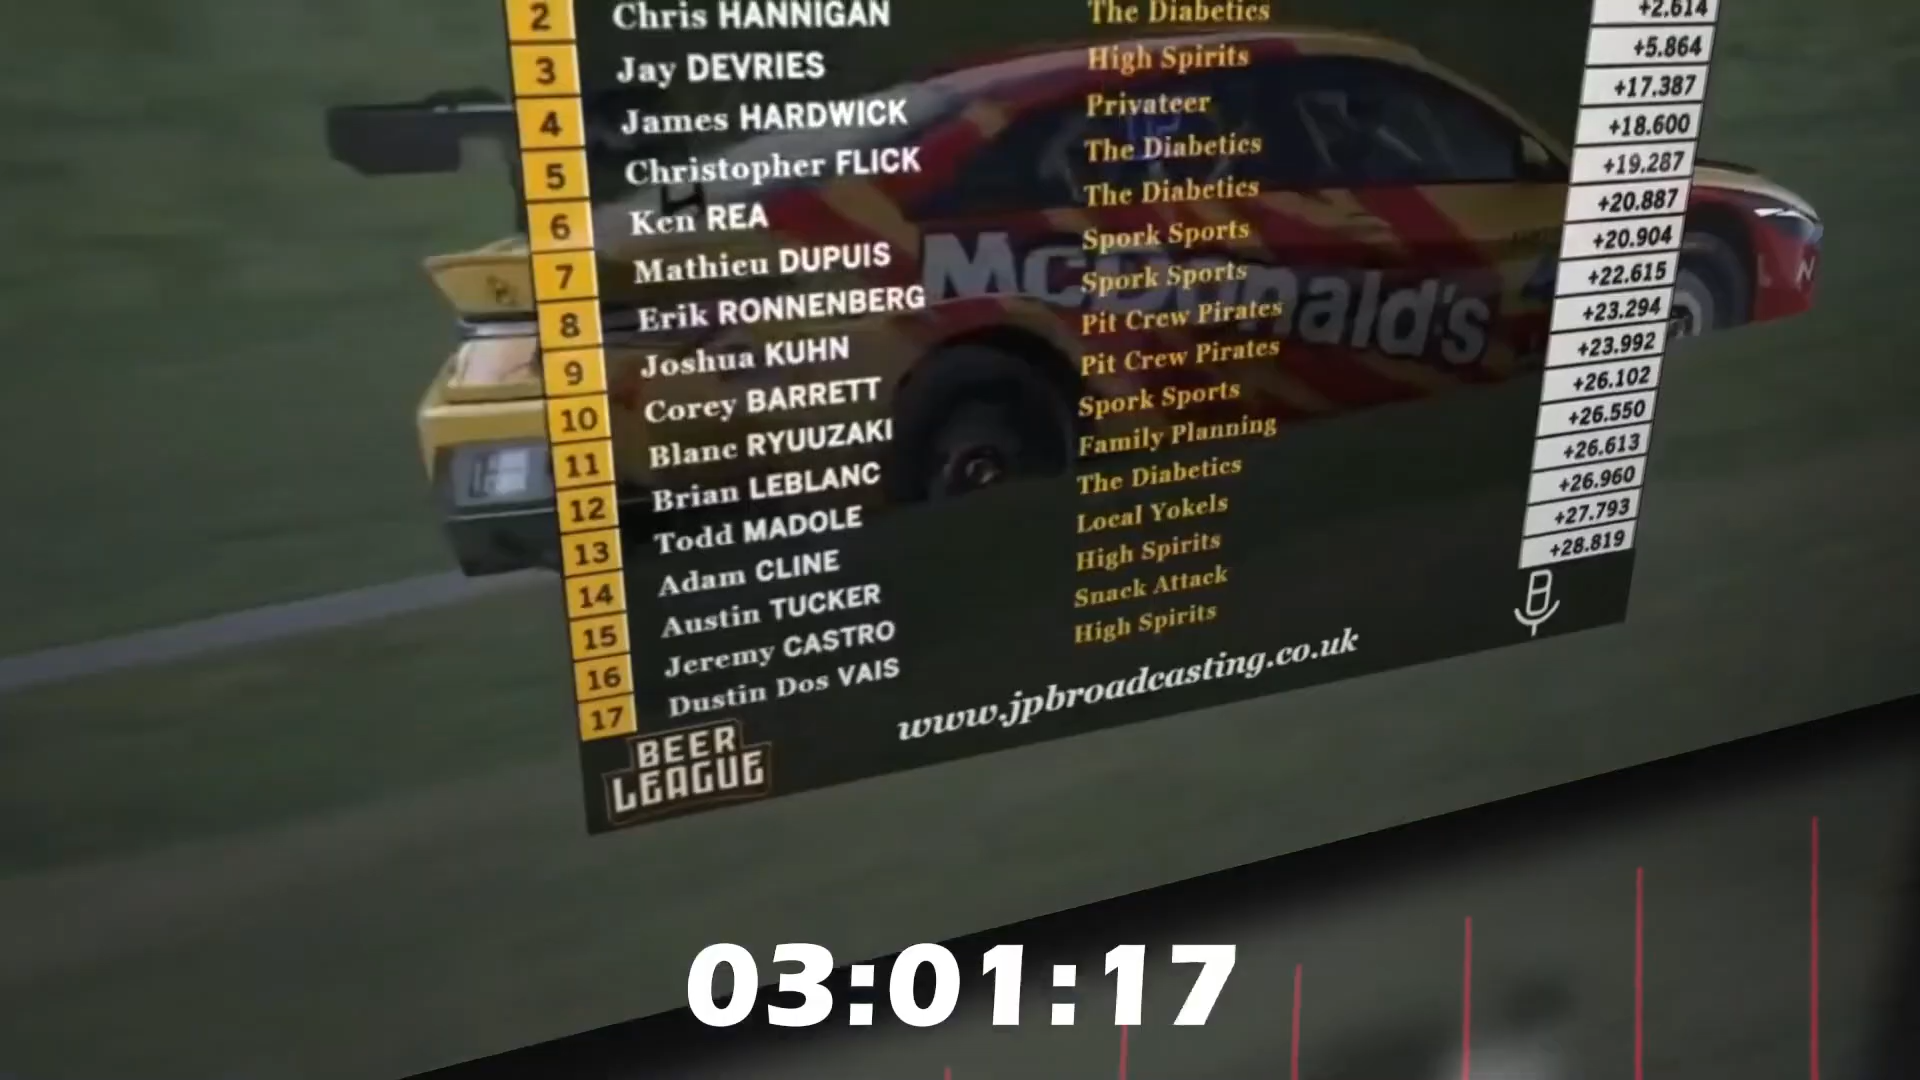 2 Chris HANNIGAN The Diabetics +2.614
3 Jay DEVRIES High Spirits +5.864
4 James HARDWICK Privateer +17.387
5 Christopher FLICK The Diabetics +18.600
6 Ken REA The Diabetics +19.287
7 Mathieu DUPUIS Spork Sports +20.887
8 Erik RONNENBERG Spork Sports +20.904
9 Joshua KUHN Pit Crew Pirates +22.615
10 Corey BARRETT Pit Crew Pirates +23.294
11 Blanc RYUUZAKI Spork Sports +23.992
12 Brian LEBLANC Family Planning +26.102
13 Todd MADOLE The Diabetics +26.550
14 Adam CLINE Local Yokels +26.613
15 Austin TUCKER High Spirits +26.960
16 Jeremy CASTRO Snack Attack +27.793
17 Dustin Dos VAIS High Spirits +28.819
McDonald's
BEER
LEAGUE
www.jpbroadcasting.co.uk
03:01:17